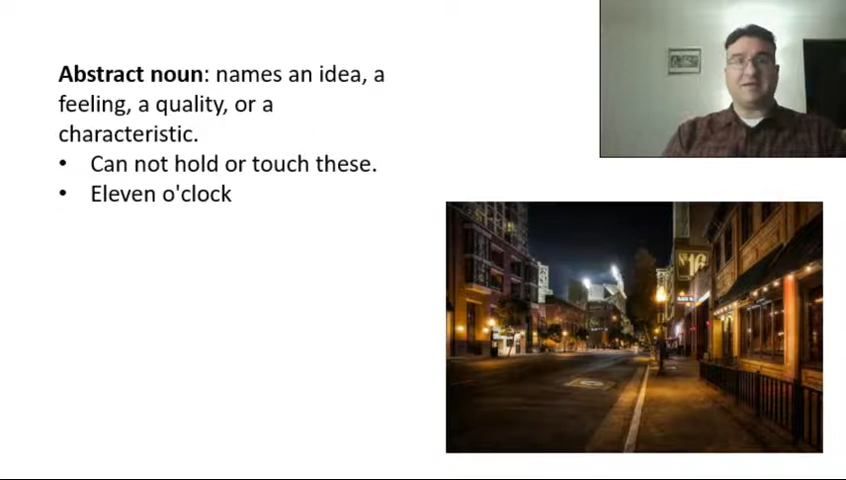 Abstract noun: names an idea, a
feeling, a quality, or a
characteristic.
• Can not hold or touch these.
• Eleven o'clock